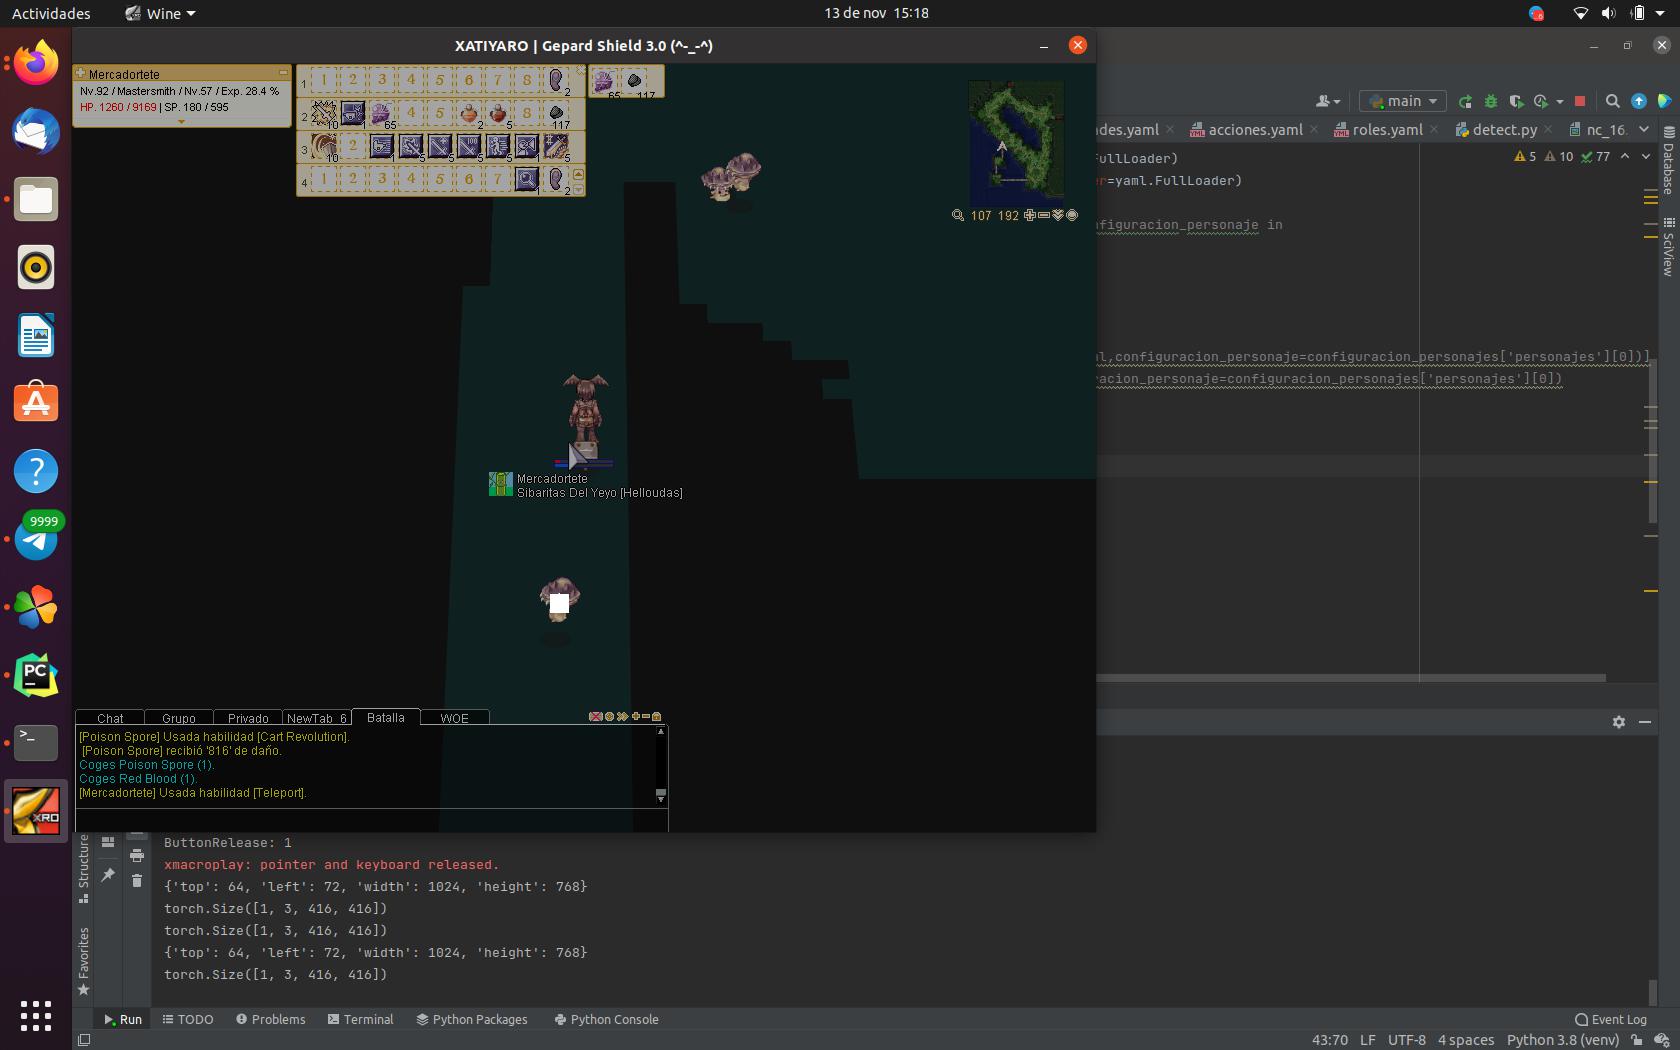 Actividades
Wine
13 de nov 15:18
XATIYARO | Gepard Shield 3.0 (^-_-^)
Mercadortete
Nv.92 / Mastersmith / Nv.57 / Exp. 28.4 %
HP. 1260 / 9169 | SP. 180 / 595
1 1 2 3 4 5 6 7 8 2
65 117
2 10 1 65 4 5 2 5 8 117
3 10 2 1 5 5 5 5 1 5
4 1 2 3 4 5 6 7 1 2
107 192
main
ades.yaml
acciones.yaml
roles.yaml
detect.py
nc_16.
5 10 77
FullLoader)
er=yaml.FullLoader)
nfiguracion_personaje in
ml,configuracion_personaje=configuracion_personajes['personajes'][0])]
racion_personaje=configuracion_personajes['personajes'][0])
Database
SciView
9999
XRO
Mercadortete
Sibaritas Del Yeyo [Helloudas]
Chat
Grupo
Privado
NewTab_6
Batalla
WOE
[Poison Spore] Usada habilidad [Cart Revolution].
[Poison Spore] recibió '816' de daño.
Coges Poison Spore (1).
Coges Red Blood (1).
[Mercadortete] Usada habilidad [Teleport].
Structure
Favorites
ButtonRelease: 1
xmacroplay: pointer and keyboard released.
{'top': 64, 'left': 72, 'width': 1024, 'height': 768}
torch.Size([1, 3, 416, 416])
torch.Size([1, 3, 416, 416])
{'top': 64, 'left': 72, 'width': 1024, 'height': 768}
torch.Size([1, 3, 416, 416])
Run
TODO
Problems
Terminal
Python Packages
Python Console
Event Log
43:70 LF UTF-8 4 spaces Python 3.8 (venv)